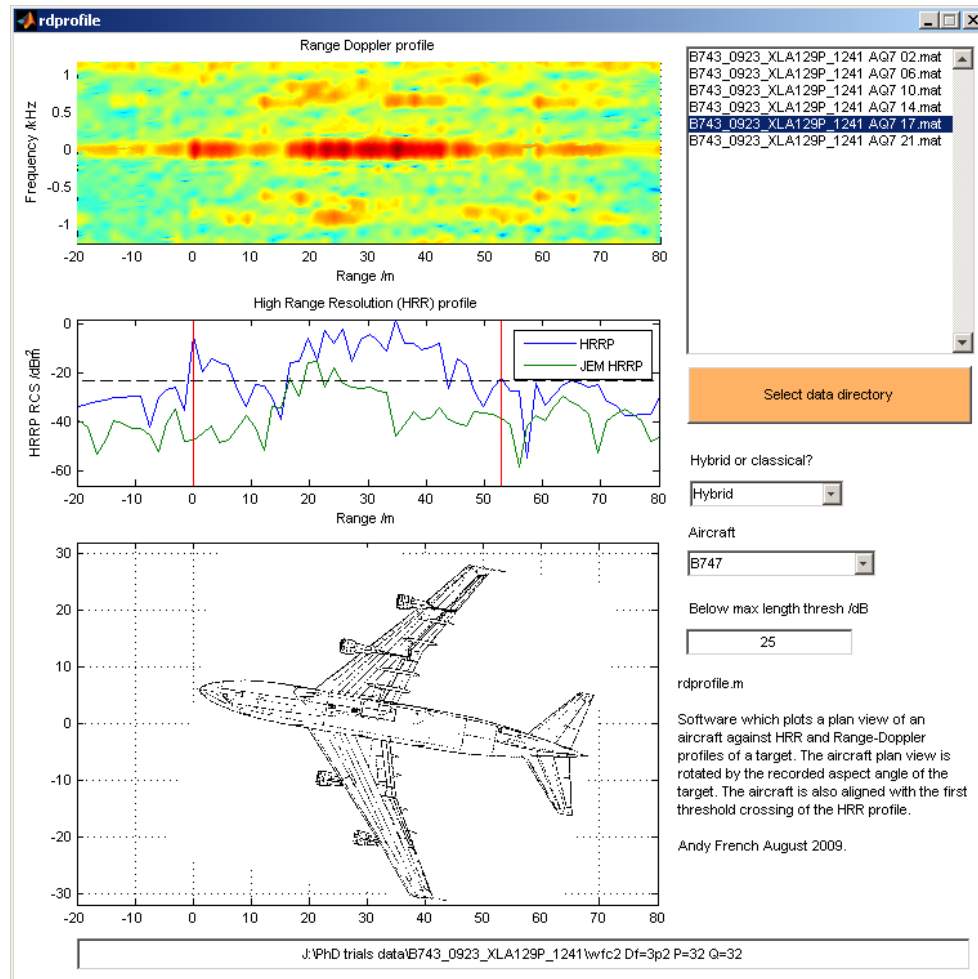 rdprofile
Range Doppler profile
Frequency /kHz
1
0.5
0
-0.5
-1
-20 -10 0 10 20 30 40 50 60 70 80
Range /m
High Range Resolution (HRR) profile
HRRP RCS /dBm²
0
-20
-40
-60
HRRP
JEM HRRP
-20 -10 0 10 20 30 40 50 60 70 80
Range /m
30
20
10
0
-10
-20
-30
-20 -10 0 10 20 30 40 50 60 70 80
B743_0923_XLA129P_1241 AQ7 02.mat
B743_0923_XLA129P_1241 AQ7 06.mat
B743_0923_XLA129P_1241 AQ7 10.mat
B743_0923_XLA129P_1241 AQ7 14.mat
B743_0923_XLA129P_1241 AQ7 17.mat
B743_0923_XLA129P_1241 AQ7 21.mat
Select data directory
Hybrid or classical?
Hybrid
Aircraft
B747
Below max length thresh /dB
25
rdprofile.m
Software which plots a plan view of an
aircraft against HRR and Range-Doppler
profiles of a target. The aircraft plan view is
rotated by the recorded aspect angle of the
target. The aircraft is also aligned with the first
threshold crossing of the HRR profile.
Andy French August 2009.
J:\PhD trials data\B743_0923_XLA129P_1241\wfc2 Df=3p2 P=32 Q=32